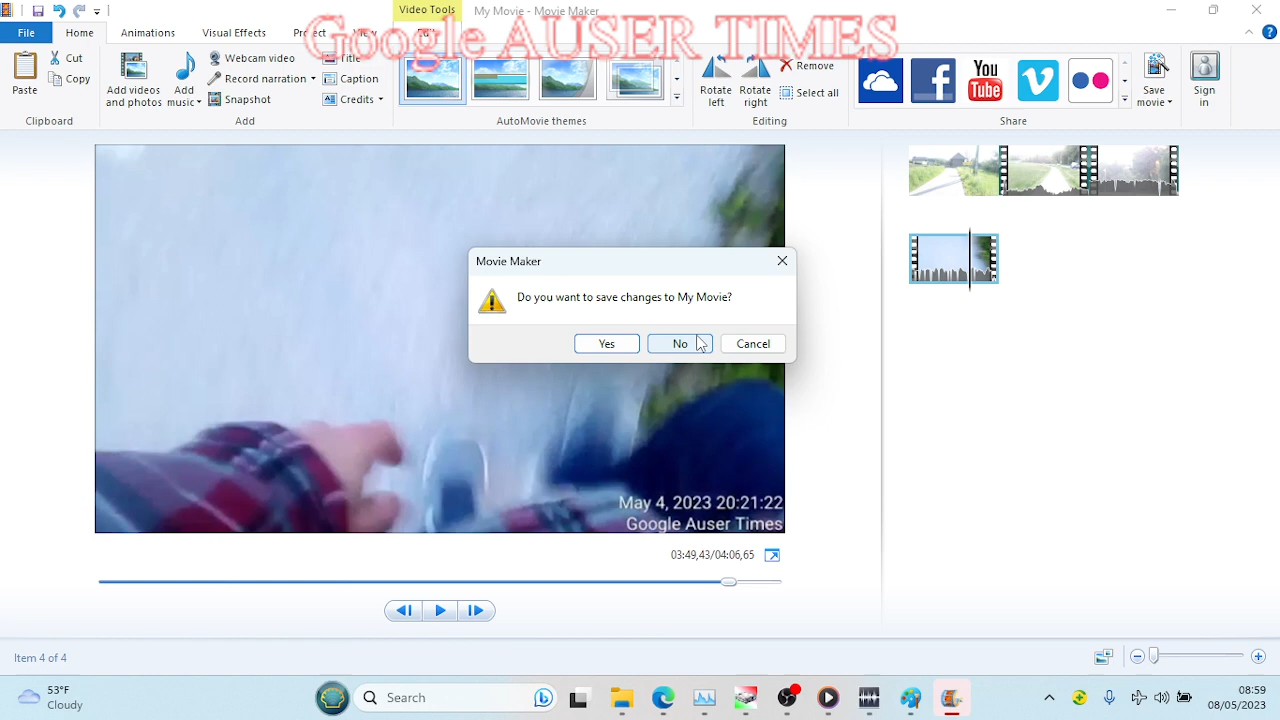 Video Tools
My Movie - Movie Maker
Google AUSER TIMES
File
Home
Animations
Visual Effects
Project
View
Edit
Paste
Cut
Copy
Clipboard
Add videos
and photos
Add
music
Webcam video
Record narration
Snapshot
Title
Caption
Credits
Add
AutoMovie themes
Rotate
left
Rotate
right
Remove
Select all
Editing
f
You
Tube
Share
Save
movie
Sign
in
Movie Maker
Do you want to save changes to My Movie?
Yes
No
Cancel
May 4, 2023 20:21:22
Google Auser Times
03:49,43/04:06,65
Item 4 of 4
53°F
Cloudy
Search
08:59
08/05/2023